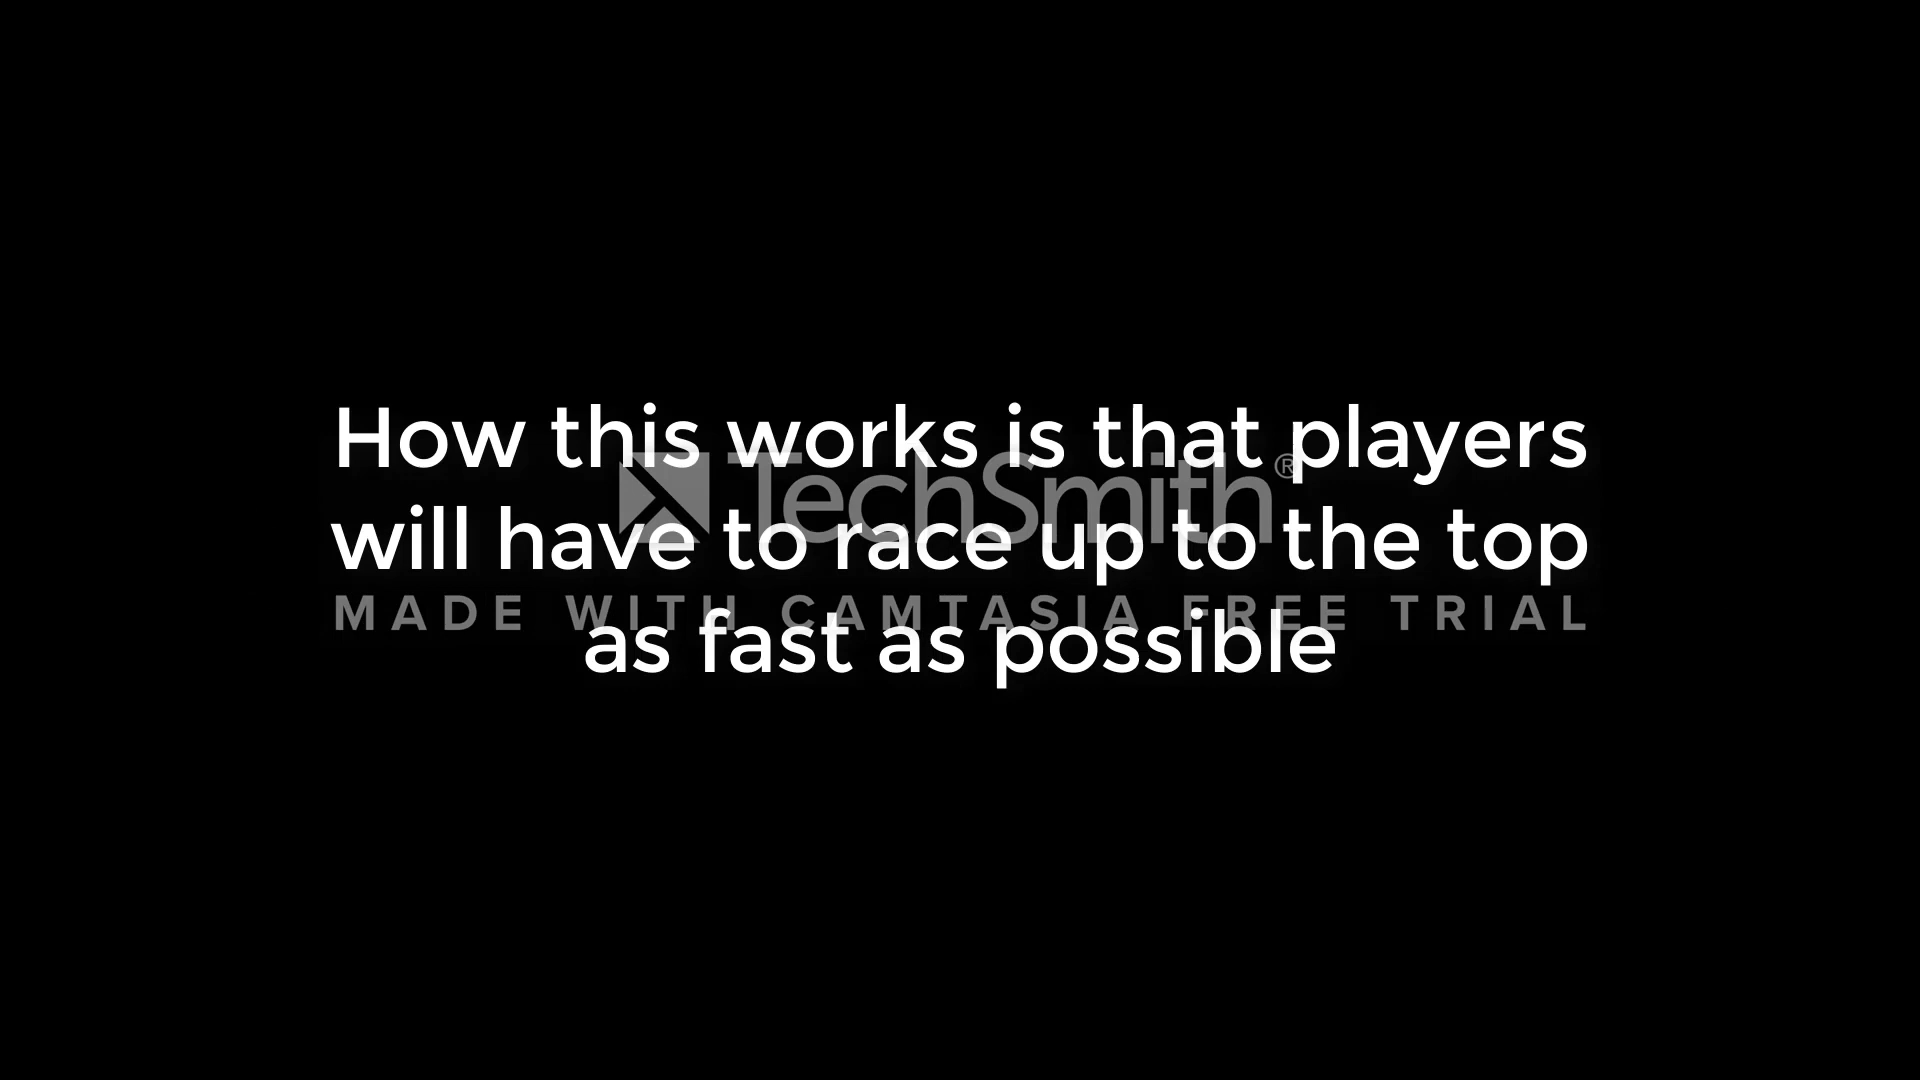 How this works is that players
TechSmith®
will have to race up to the top
MADE WITH CAMTASIA FREE TRIAL
as fast as possible